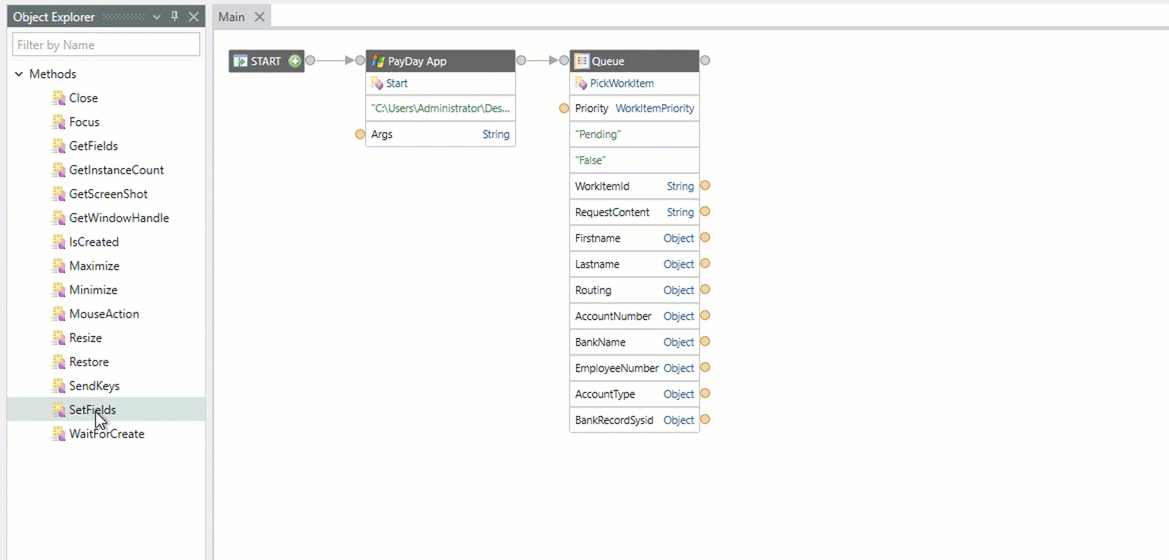 Object Explorer
Filter by Name
Methods
Close
Focus
GetFields
GetInstanceCount
GetScreenShot
GetWindowHandle
IsCreated
Maximize
Minimize
MouseAction
Resize
Restore
SendKeys
SetFields
WaitForCreate
Main
START
PayDay App
Start
"C:\Users\Administrator\Des...
Args String
Queue
PickWorkItem
Priority WorkItemPriority
"Pending"
"False"
WorkItemId String
RequestContent String
Firstname Object
Lastname Object
Routing Object
AccountNumber Object
BankName Object
EmployeeNumber Object
AccountType Object
BankRecordSysid Object